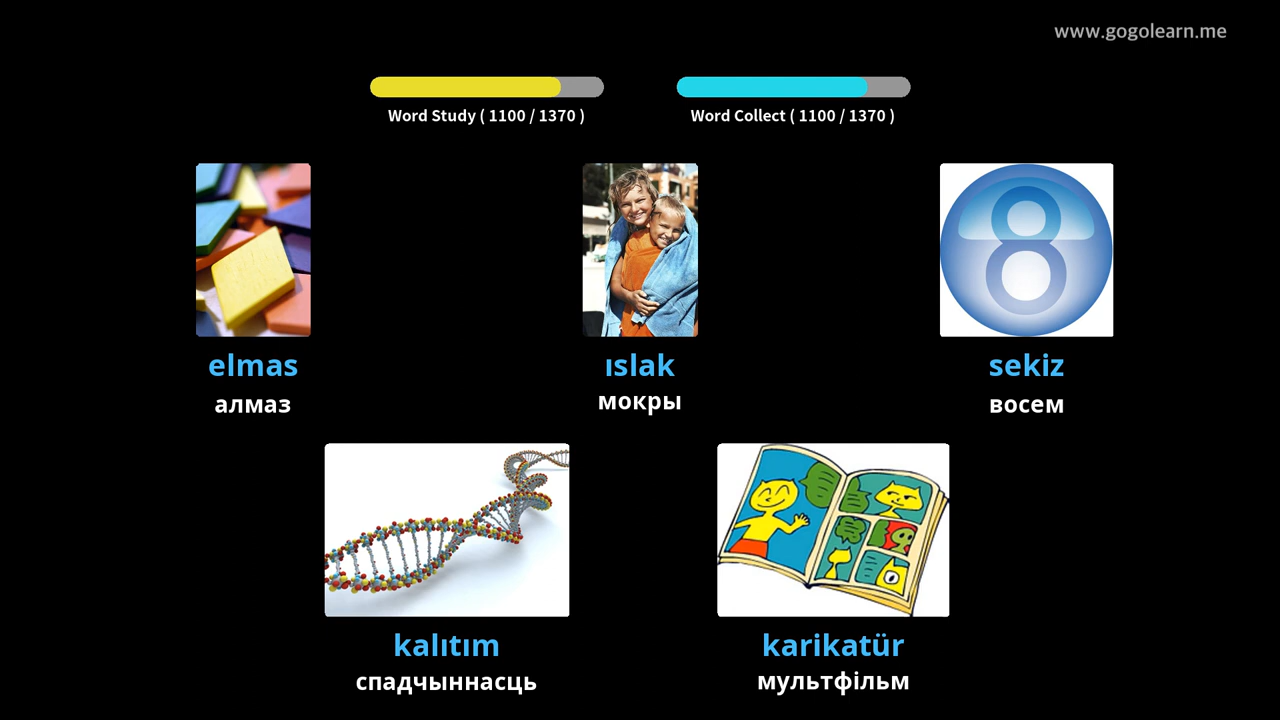 www.gogolearn.me
Word Study ( 1100 / 1370 )
Word Collect ( 1100 / 1370 )
elmas
алмаз
ıslak
мокры
sekiz
восем
8
kalıtım
спадчыннасць
karikatür
мультфільм